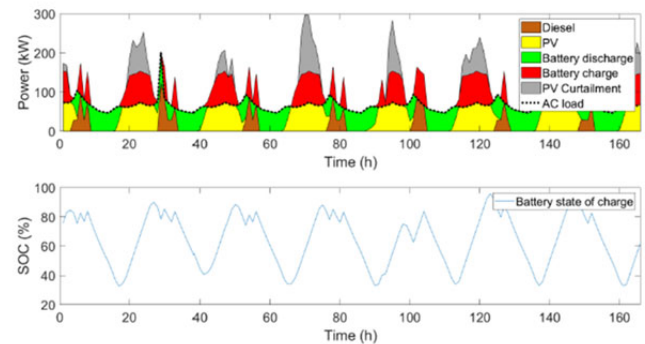 300
200
100
0
Power (kW)
Diesel
PV
Battery discharge
Battery charge
PV Curtailment
AC load
0 20 40 60 80 100 120 140 160
Time (h)
100
80
60
40
20
SOC (%)
Battery state of charge
0 20 40 60 80 100 120 140 160
Time (h)